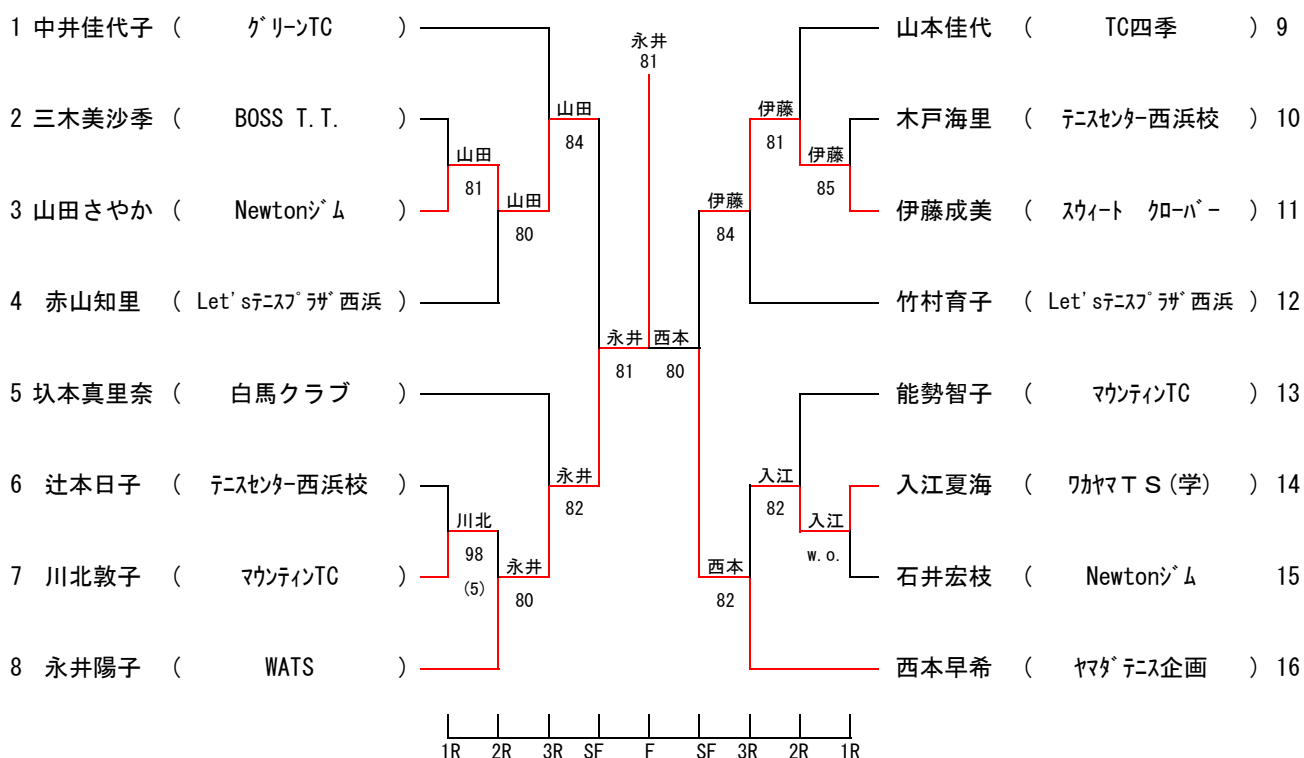 1 中井佳代子 ( グリーンTC )
2 三木美沙季 ( BOSS T.T. )
3 山田さやか ( Newtonジム )
4 赤山知里 ( Let'sテニスプラザ西浜 )
5 圦本真里奈 ( 白馬クラブ )
6 辻本日子 ( テニスセンター西浜校 )
7 川北敦子 ( マウンティンTC )
8 永井陽子 ( WATS )
山田
81
川北
98
(5)
山田
80
永井
80
山田
84
永井
82
永井
81
永井
81
西本
80
伊藤
84
西本
82
伊藤
81
入江
82
伊藤
85
入江
w.o.
山本佳代 ( TC四季 ) 9
木戸海里 ( テニスセンター西浜校 ) 10
伊藤成美 ( スウィート クローバー ) 11
竹村育子 ( Let'sテニスプラザ西浜 ) 12
能勢智子 ( マウンティンTC ) 13
入江夏海 ( ワカヤマTS(学) ) 14
石井宏枝 ( Newtonジム 15
西本早希 ( ヤマダテニス企画 ) 16
1R 2R 3R SF F SF 3R 2R 1R